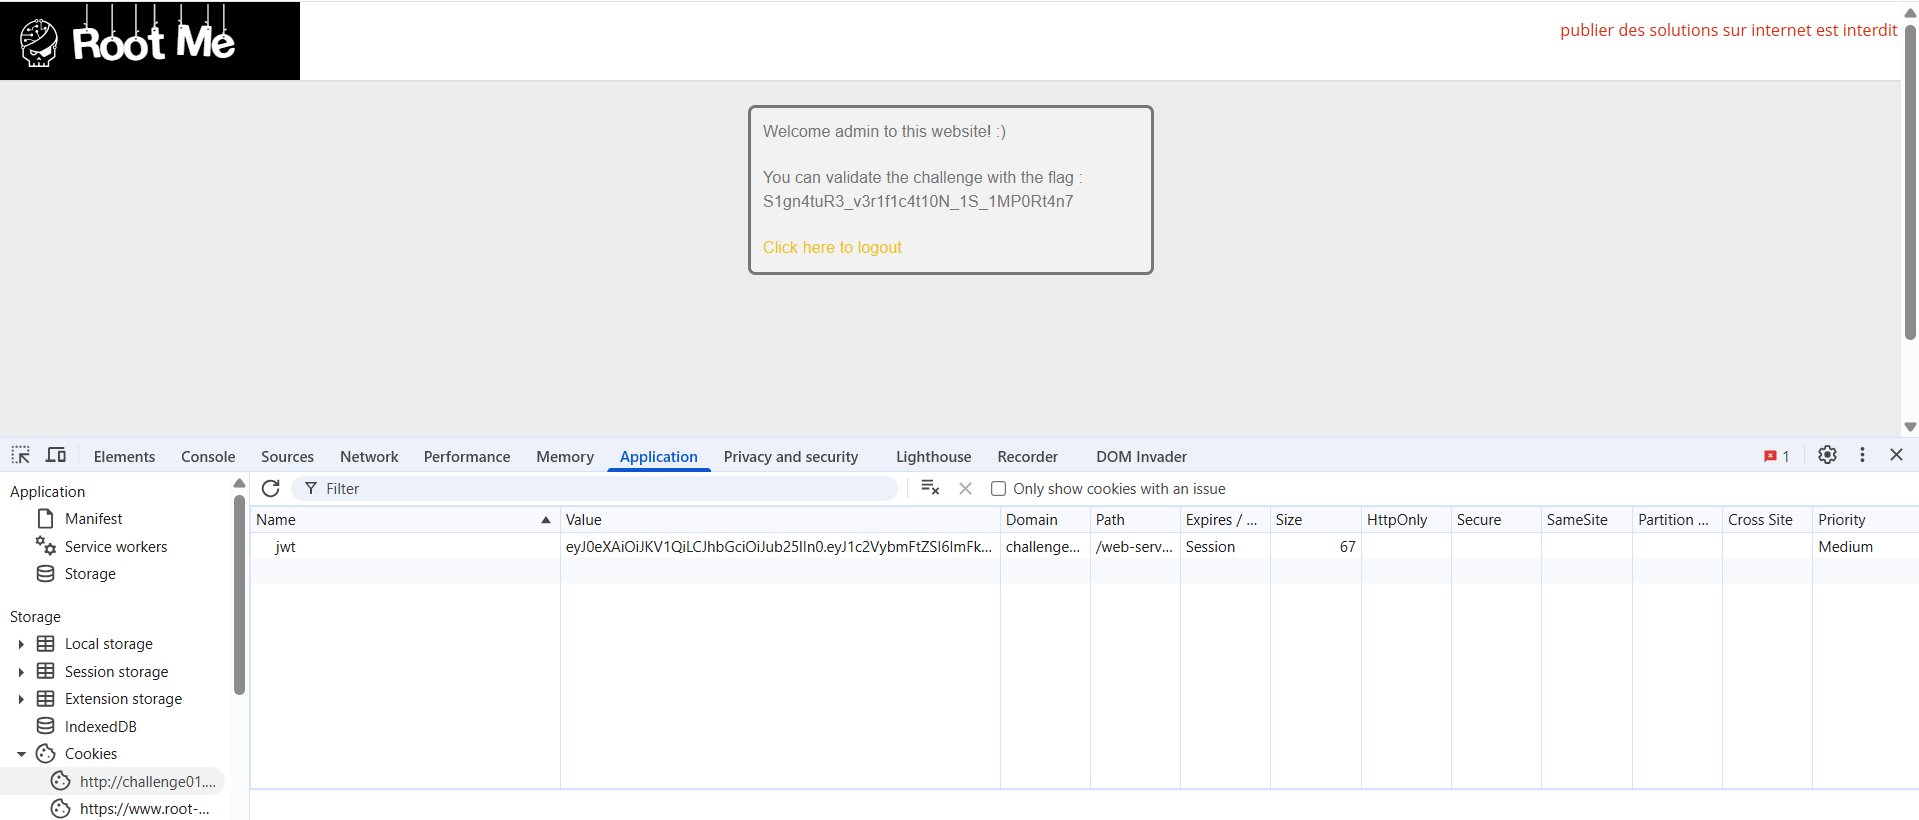 Root Me
publier des solutions sur internet est interdit
Welcome admin to this website! :)
You can validate the challenge with the flag :
S1gn4tuR3_v3r1f1c4t10N_1S_1MP0Rt4n7
Click here to logout
Elements Console Sources Network Performance Memory Application Privacy and security Lighthouse Recorder DOM Invader 1
Application
Filter
Only show cookies with an issue
Manifest
Service workers
Storage
Name Value Domain Path Expires / ... Size HttpOnly Secure SameSite Partition ... Cross Site Priority
jwt eyJ0eXAiOiJKV1QiLCJhbGciOiJub25lIn0.eyJ1c2VybmFtZSI6ImFk... challenge... /web-serv... Session 67 Medium
Storage
Local storage
Session storage
Extension storage
IndexedDB
Cookies
http://challenge01....
https://www.root-...